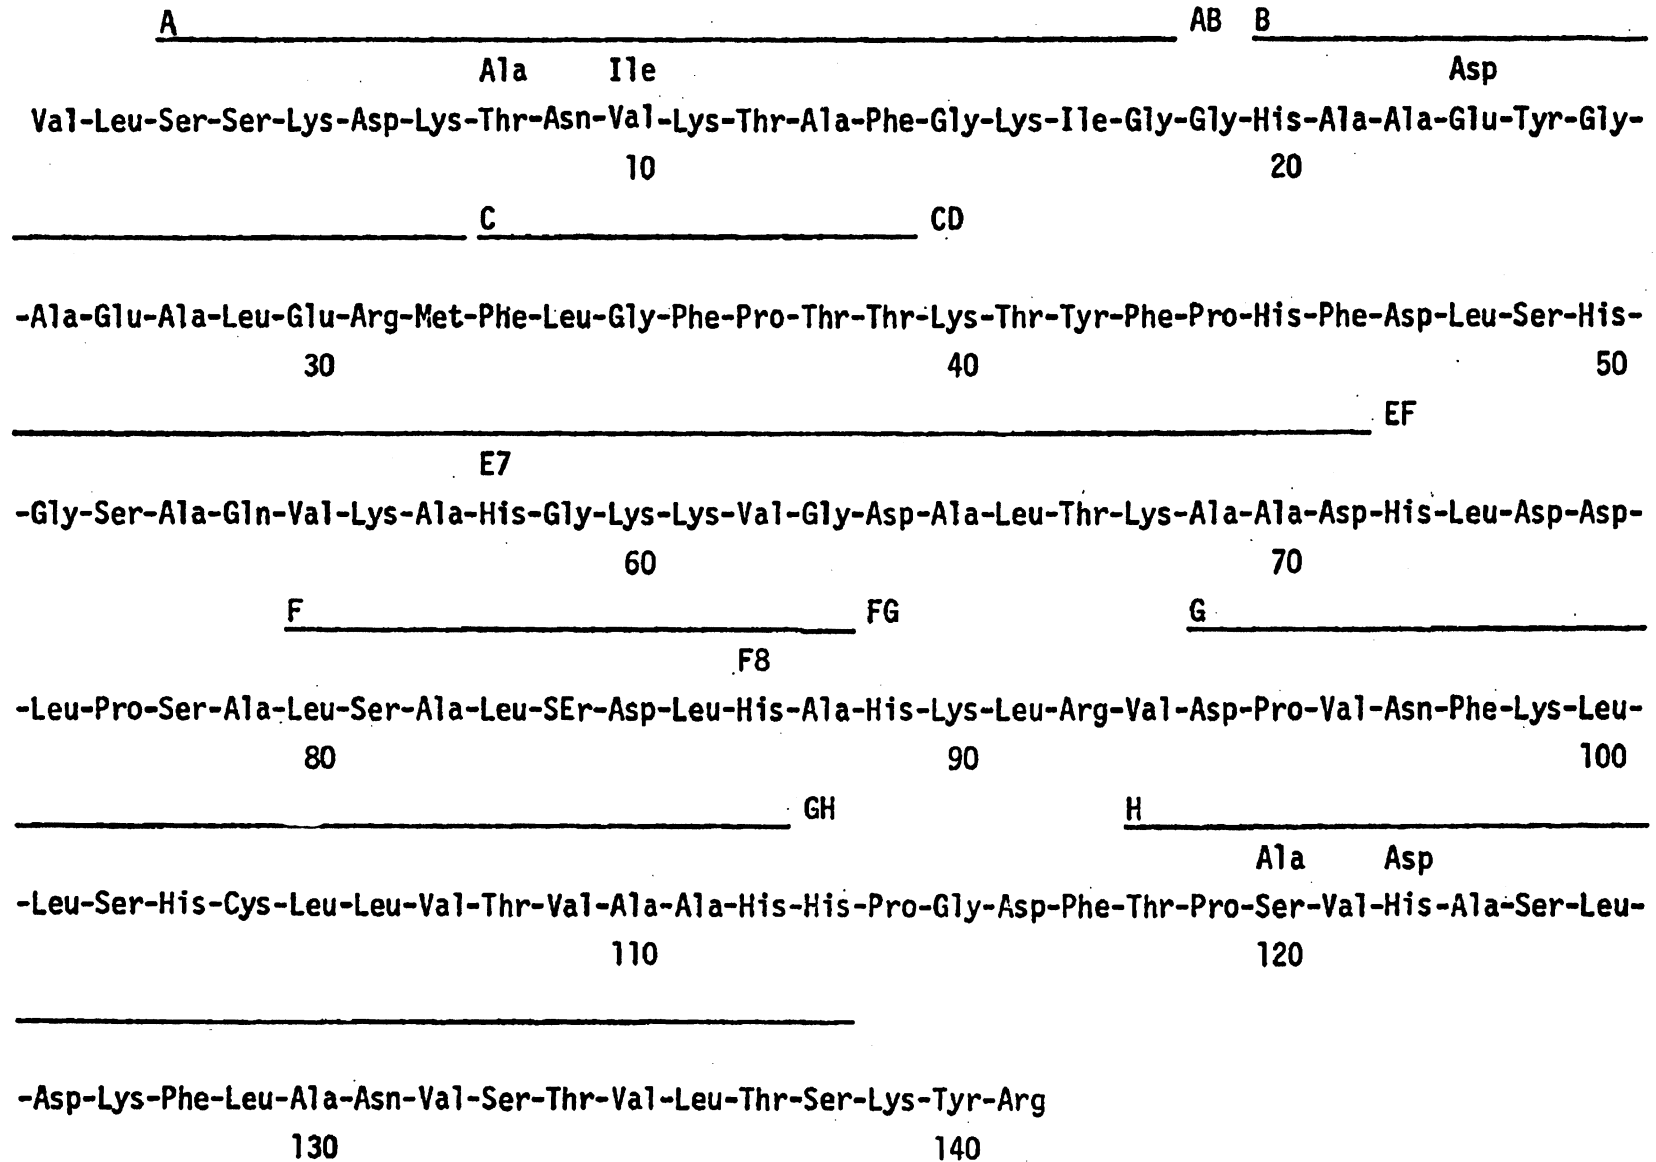 A AB B
Ala Ile Asp
Val-Leu-Ser-Ser-Lys-Asp-Lys-Thr-Asn-Val-Lys-Thr-Ala-Phe-Gly-Lys-Ile-Gly-Gly-His-Ala-Ala-Glu-Tyr-Gly-
10 20
C CD
-Ala-Glu-Ala-Leu-Glu-Arg-Met-Phe-Leu-Gly-Phe-Pro-Thr-Thr-Lys-Thr-Tyr-Phe-Pro-His-Phe-Asp-Leu-Ser-His-
30 40 50
EF
E7
-Gly-Ser-Ala-Gln-Val-Lys-Ala-His-Gly-Lys-Lys-Val-Gly-Asp-Ala-Leu-Thr-Lys-Ala-Ala-Asp-His-Leu-Asp-Asp-
60 70
F FG G
F8
-Leu-Pro-Ser-Ala-Leu-Ser-Ala-Leu-SEr-Asp-Leu-His-Ala-His-Lys-Leu-Arg-Val-Asp-Pro-Val-Asn-Phe-Lys-Leu-
80 90 100
GH H
Ala Asp
-Leu-Ser-His-Cys-Leu-Leu-Val-Thr-Val-Ala-Ala-His-His-Pro-Gly-Asp-Phe-Thr-Pro-Ser-Val-His-Ala-Ser-Leu-
110 120
-Asp-Lys-Phe-Leu-Ala-Asn-Val-Ser-Thr-Val-Leu-Thr-Ser-Lys-Tyr-Arg
130 140